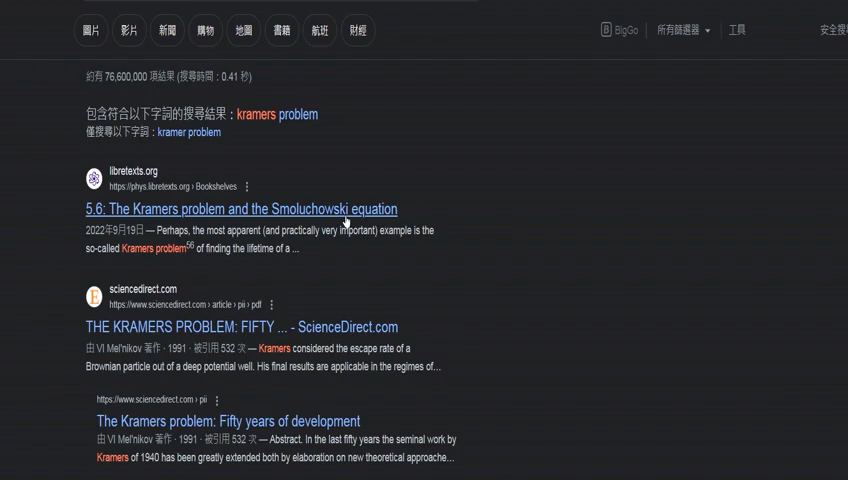 圖片 影片 新聞 購物 地圖 書籍 航班 財經 BigGo 所有篩選器 工具 安全搜尋
約有 76,600,000 項結果 (搜尋時間：0.41 秒)
包含符合以下字詞的搜尋結果：kramers problem
僅搜尋以下字詞：kramer problem
libretexts.org
https://phys.libretexts.org › Bookshelves
5.6: The Kramers problem and the Smoluchowski equation
2022年9月19日 — Perhaps, the most apparent (and practically very important) example is the
so-called Kramers problem56 of finding the lifetime of a ...
sciencedirect.com
https://www.sciencedirect.com › article › pii › pdf
THE KRAMERS PROBLEM: FIFTY ... - ScienceDirect.com
由 VI Mel'nikov 著作 · 1991 · 被引用 532 次 — Kramers considered the escape rate of a
Brownian particle out of a deep potential well. His final results are applicable in the regimes of…
https://www.sciencedirect.com › pii
The Kramers problem: Fifty years of development
由 VI Mel'nikov 著作 · 1991 · 被引用 532 次 — Abstract. In the last fifty years the seminal work by
Kramers of 1940 has been greatly extended both by elaboration on new theoretical approache…